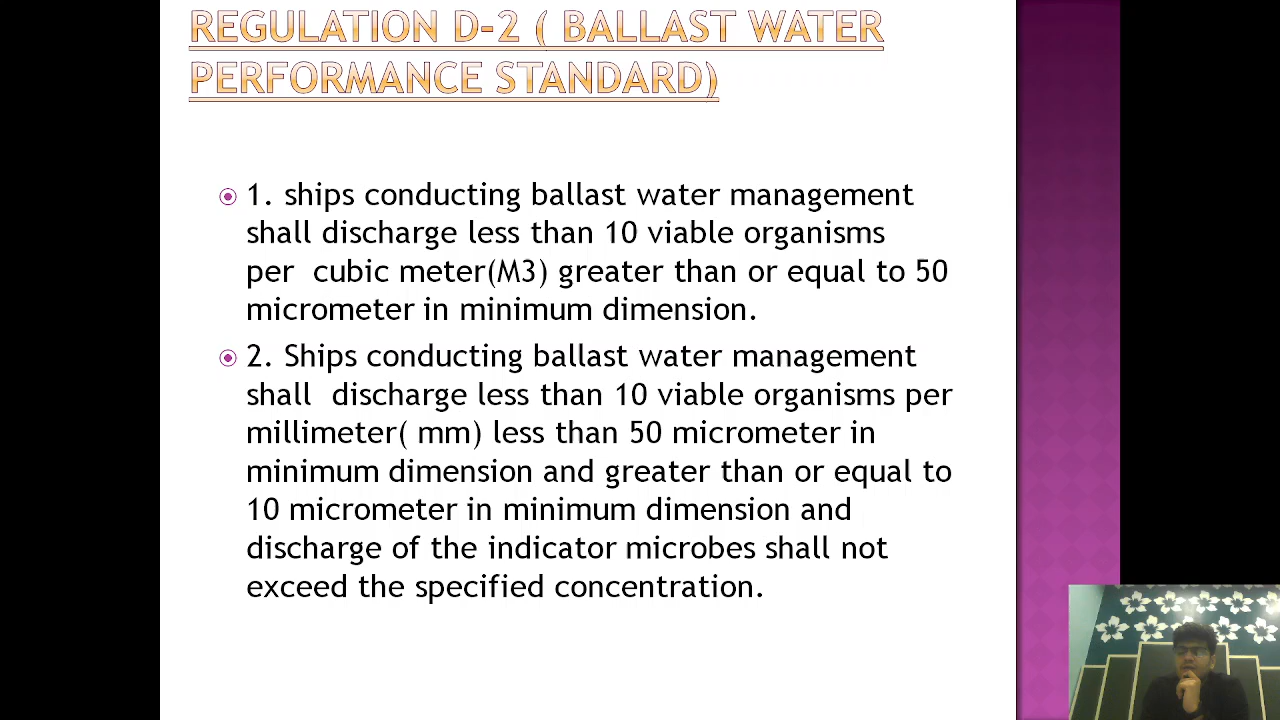 REGULATION D-2 ( BALLAST WATER
PERFORMANCE STANDARD)
1. ships conducting ballast water management
shall discharge less than 10 viable organisms
per cubic meter(M3) greater than or equal to 50
micrometer in minimum dimension.
2. Ships conducting ballast water management
shall discharge less than 10 viable organisms per
millimeter( mm) less than 50 micrometer in
minimum dimension and greater than or equal to
10 micrometer in minimum dimension and
discharge of the indicator microbes shall not
exceed the specified concentration.